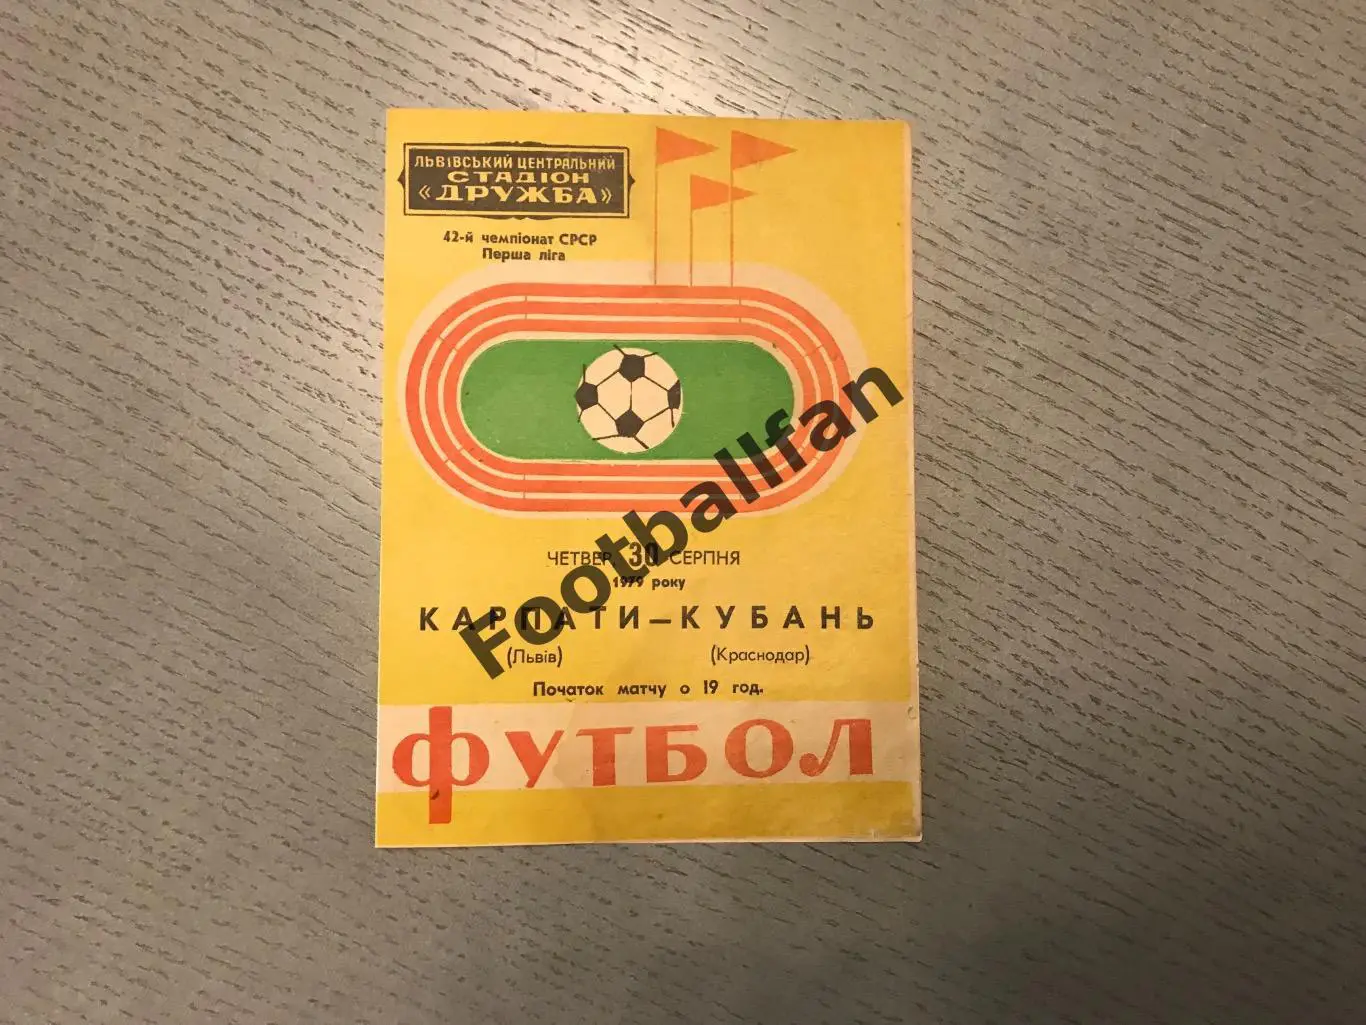 ЛЬВІВСЬКИЙ ЦЕНТРАЛЬНИЙ
СТАДІОН
«ДРУЖБА»
42-й чемпіонат СРСР
Перша ліга
ЧЕТВЕР, 30 СЕРПНЯ
1979 року
КАРПАТИ—КУБАНЬ
(Львів) (Краснодар)
Початок матчу о 19 год.
ФУТБОЛ
Footballfan